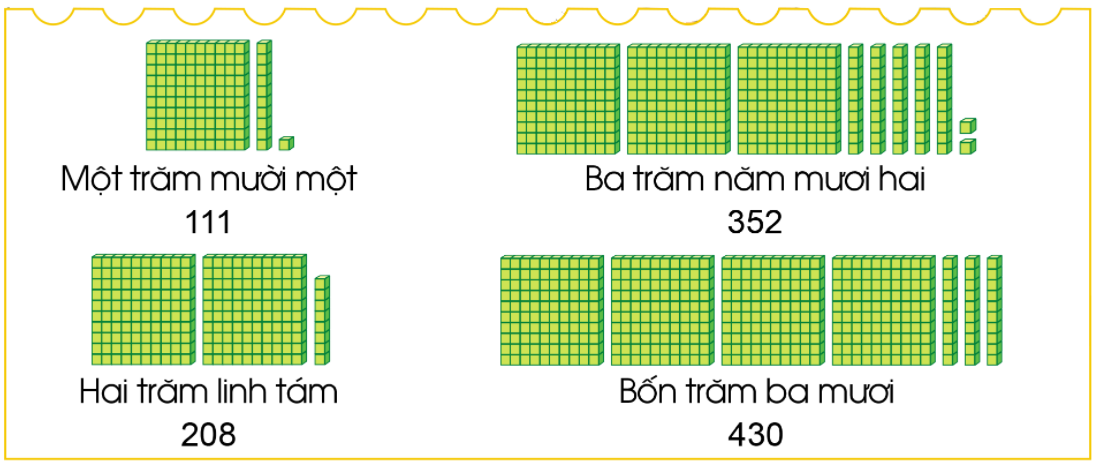 Một trăm mười một
111
Ba trăm năm mươi hai
352
Hai trăm linh tám
208
Bốn trăm ba mươi
430